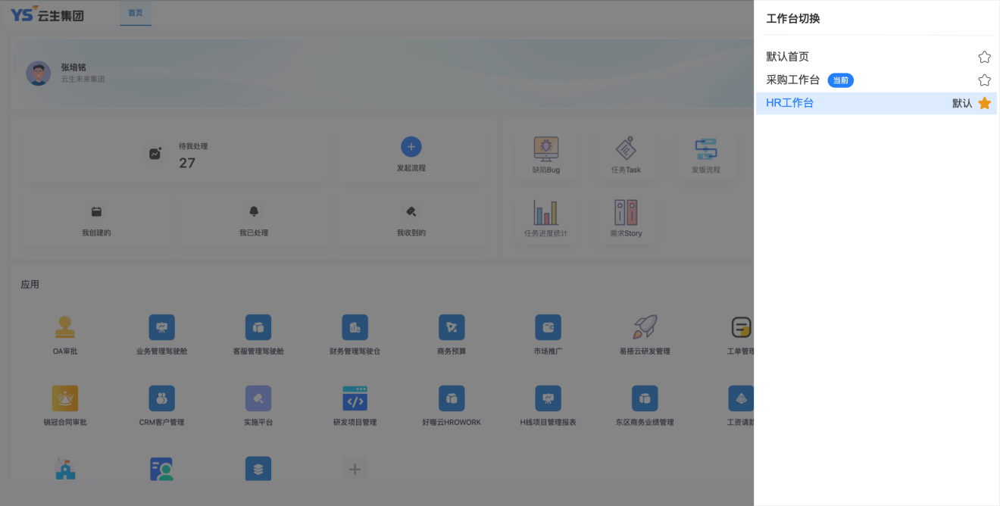 YS云生集团
首页
张培铭
云生未来集团
待我处理
27
发起流程
我创建的
我已处理
我收到的
缺陷Bug
任务Task
发版流程
任务进度统计
需求Story
应用
OA审批
业务管理驾驶舱
客服管理驾驶舱
财务管理驾驶仓
商务预算
市场推广
易搭云研发管理
工单管理
销冠合同审批
CRM客户管理
实施平台
研发项目管理
好喔云HROWORK
H线项目管理报表
东区商务业绩管理
工资请款
工作台切换
默认首页
采购工作台 当前
HR工作台 默认